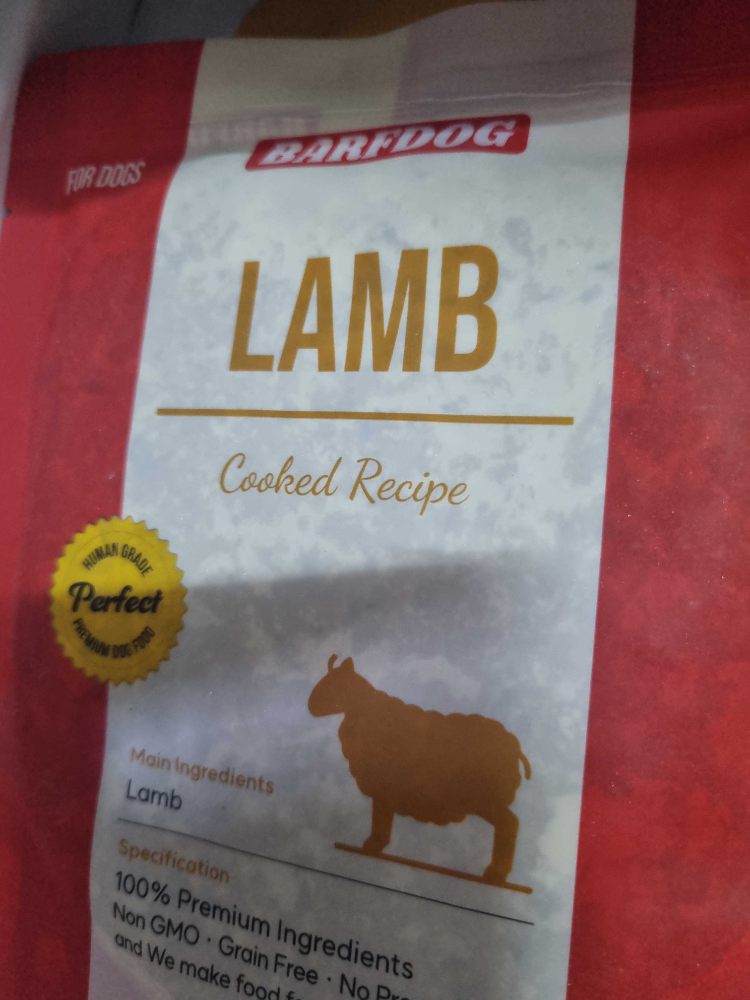 BARFDOG
FOR DOGS
LAMB
Cooked Recipe
HUMAN GRADE
Perfect
PREMIUM DOG FOOD
Main Ingredients
Lamb
Specification
100% Premium Ingredients
Non GMO · Grain Free · No
and We make food